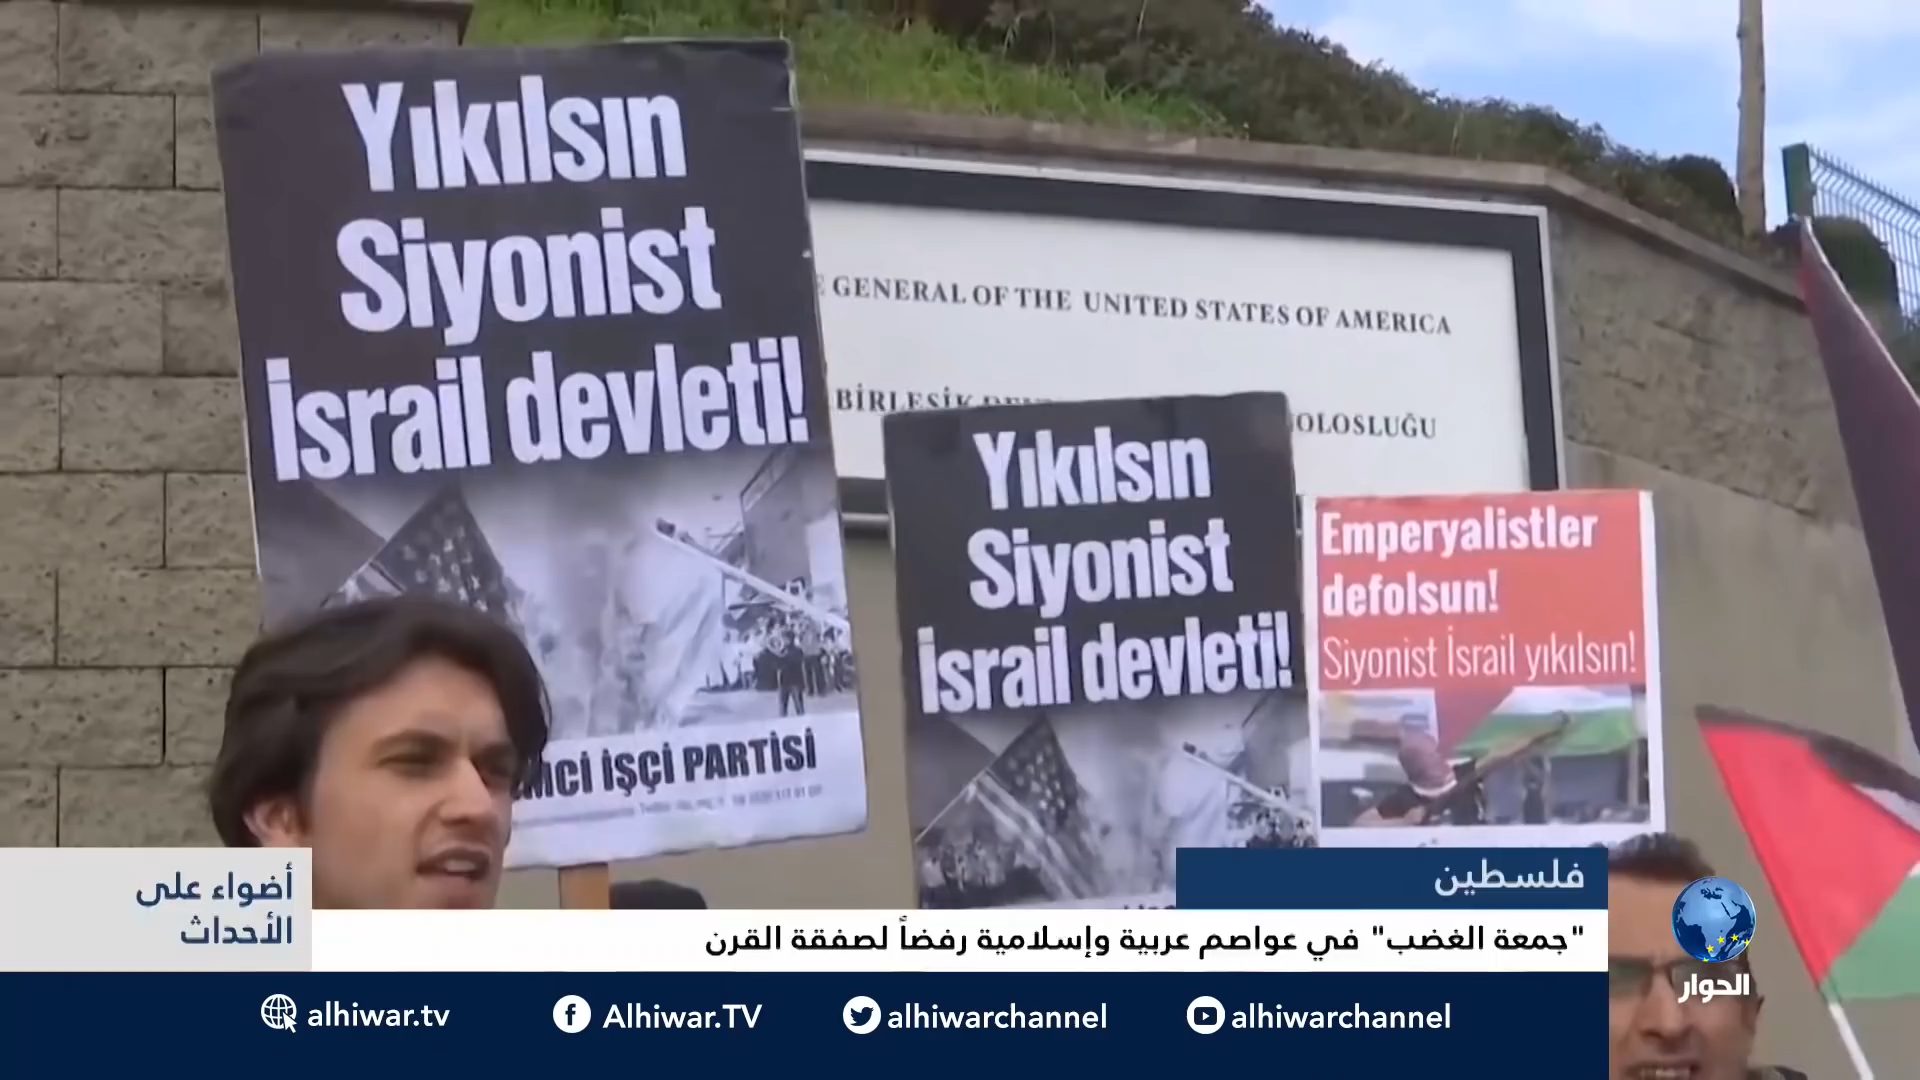 Yıkılsın
Siyonist
İsrail devleti!
İŞÇİ PARTİSİ
GENERAL OF THE UNITED STATES OF AMERICA
BİRLEŞİK
Yıkılsın
Siyonist
İsrail devleti!
Emperyalistler
defolsun!
Siyonist İsrail yıkılsın!
فلسطين
أضواء على
الأحداث
"جمعة الغضب" في عواصم عربية وإسلامية رفضاً لصفقة القرن
الحوار
alhiwar.tv
Alhiwar.TV
alhiwarchannel
alhiwarchannel